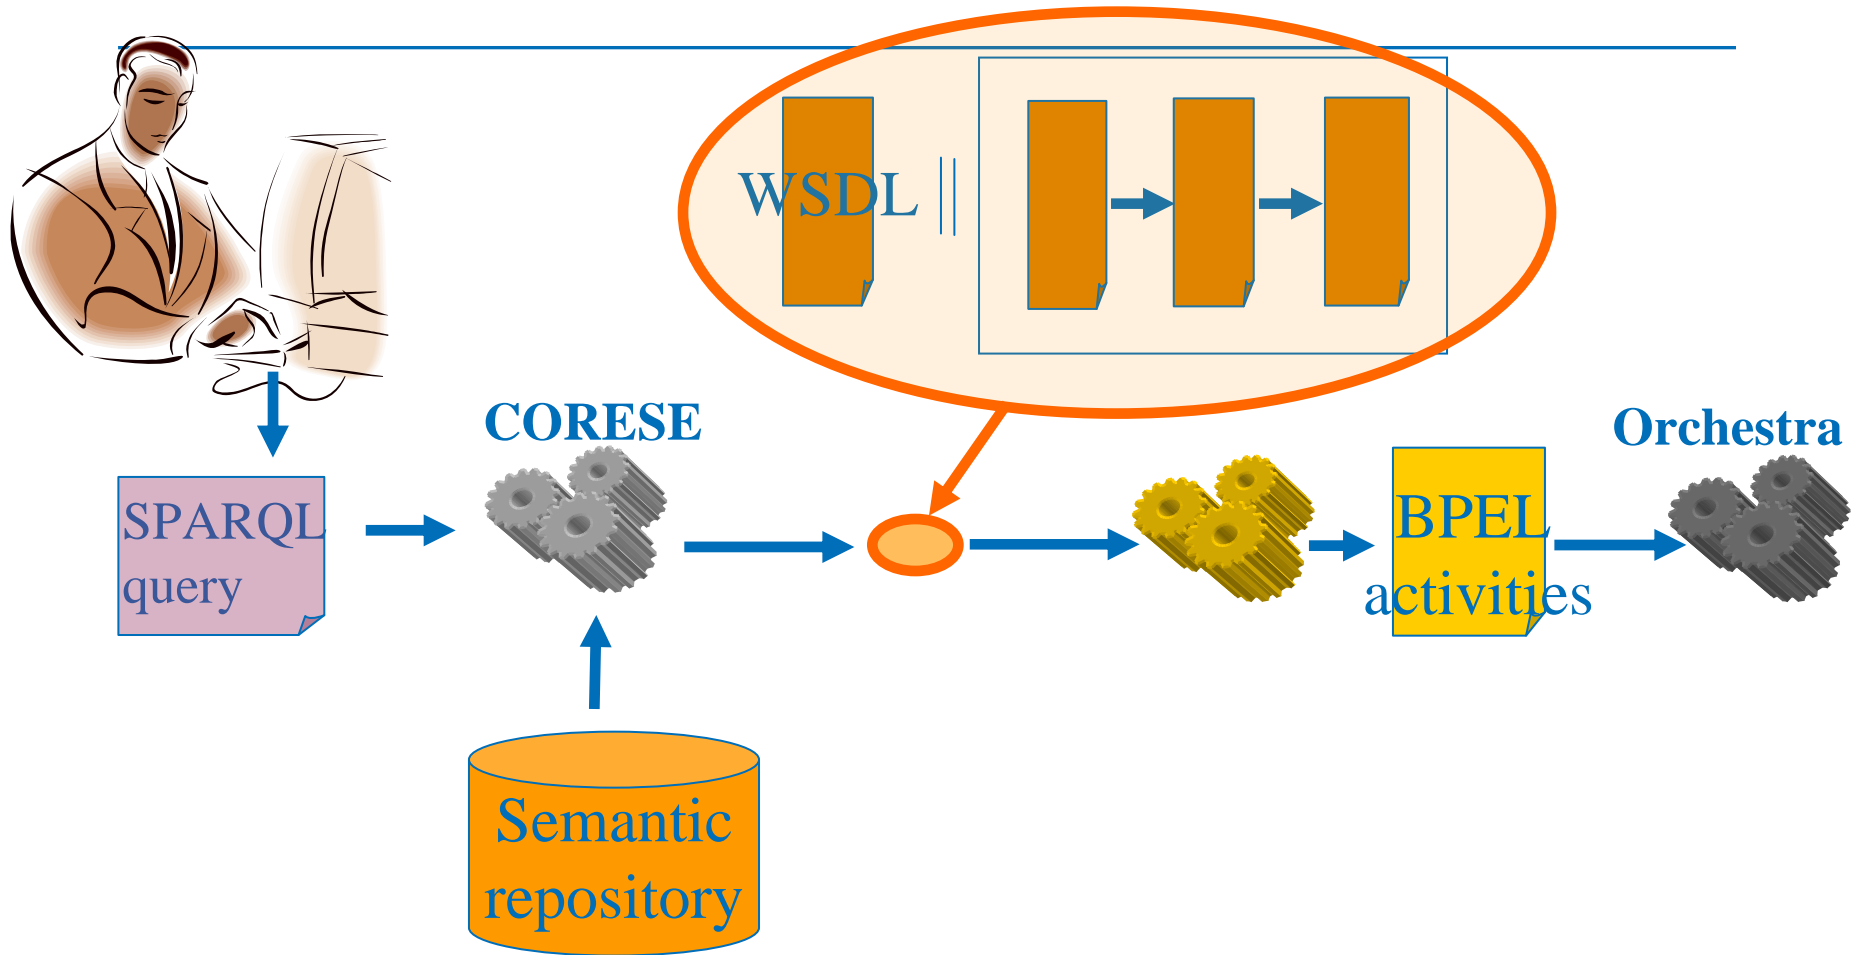 WSDL ||
CORESE
Orchestra
SPARQL
query
BPEL
activities
Semantic
repository